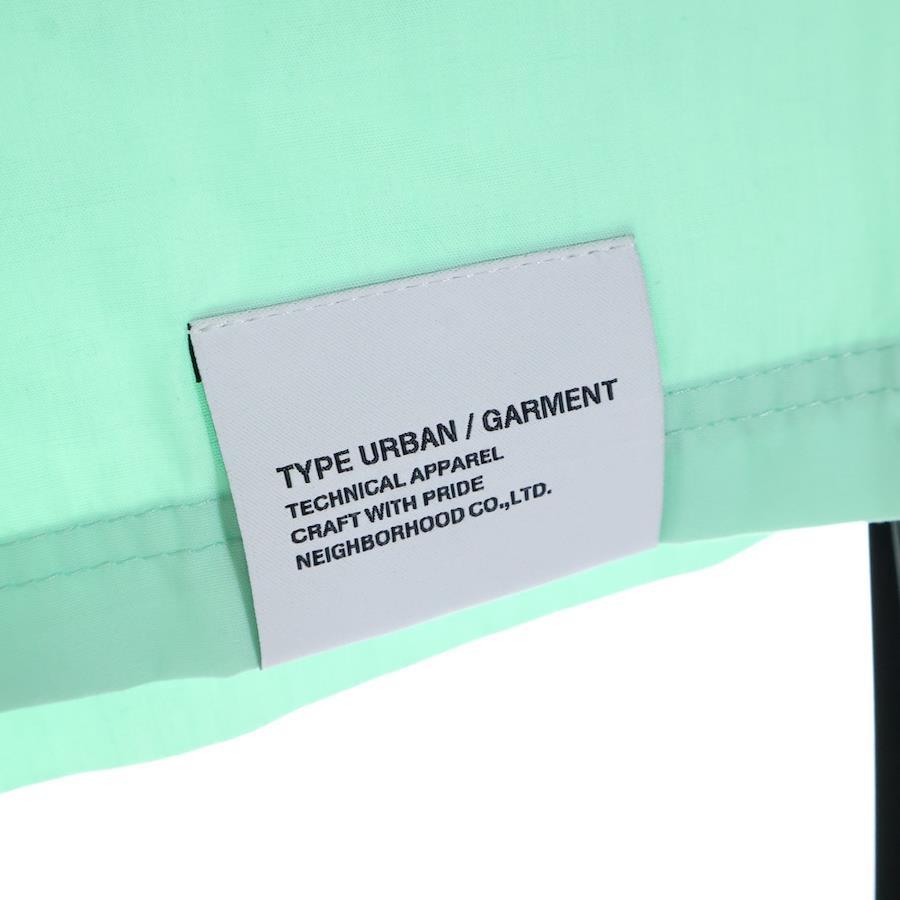 TYPE URBAN / GARMENT
TECHNICAL APPAREL
CRAFT WITH PRIDE
NEIGHBORHOOD CO.,LTD.